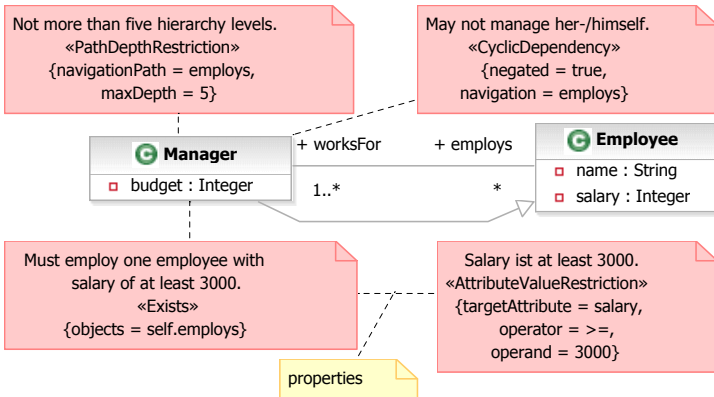 Not more than five hierarchy levels.
«PathDepthRestriction»
{navigationPath = employs,
maxDepth = 5}
May not manage her-/himself.
«CyclicDependency»
{negated = true,
navigation = employs}
C Manager
budget : Integer
+ worksFor
+ employs
1..*
*
C Employee
name : String
salary : Integer
Must employ one employee with
salary of at least 3000.
«Exists»
{objects = self.employs}
Salary ist at least 3000.
«AttributeValueRestriction»
{targetAttribute = salary,
operator = >=,
operand = 3000}
properties